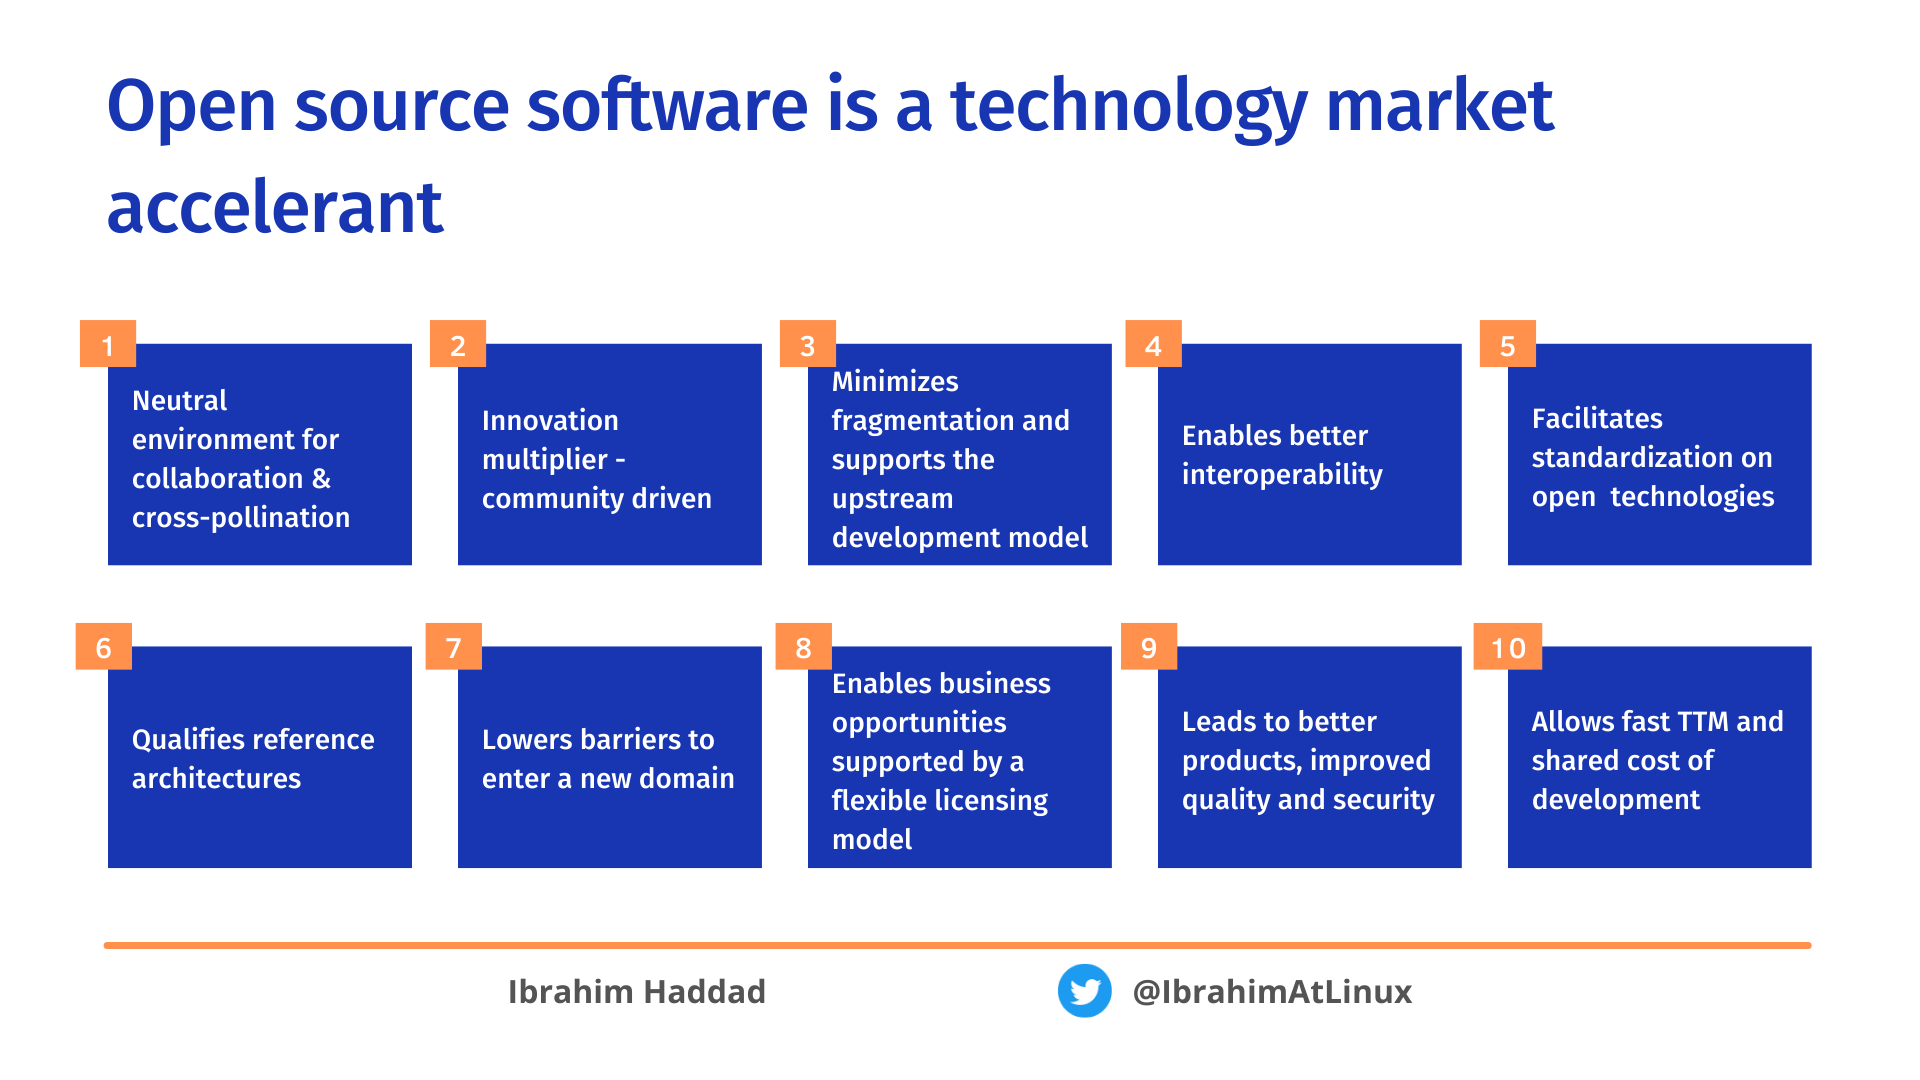 Open source software is a technology market
accelerant
1
Neutral
environment for
collaboration &
cross-pollination
2
Innovation
multiplier -
community driven
3
Minimizes
fragmentation and
supports the
upstream
development model
4
Enables better
interoperability
5
Facilitates
standardization on
open  technologies
6
Qualifies reference
architectures
7
Lowers barriers to
enter a new domain
8
Enables business
opportunities
supported by a
flexible licensing
model
9
Leads to better
products, improved
quality and security
10
Allows fast TTM and
shared cost of
development
Ibrahim Haddad
@IbrahimAtLinux